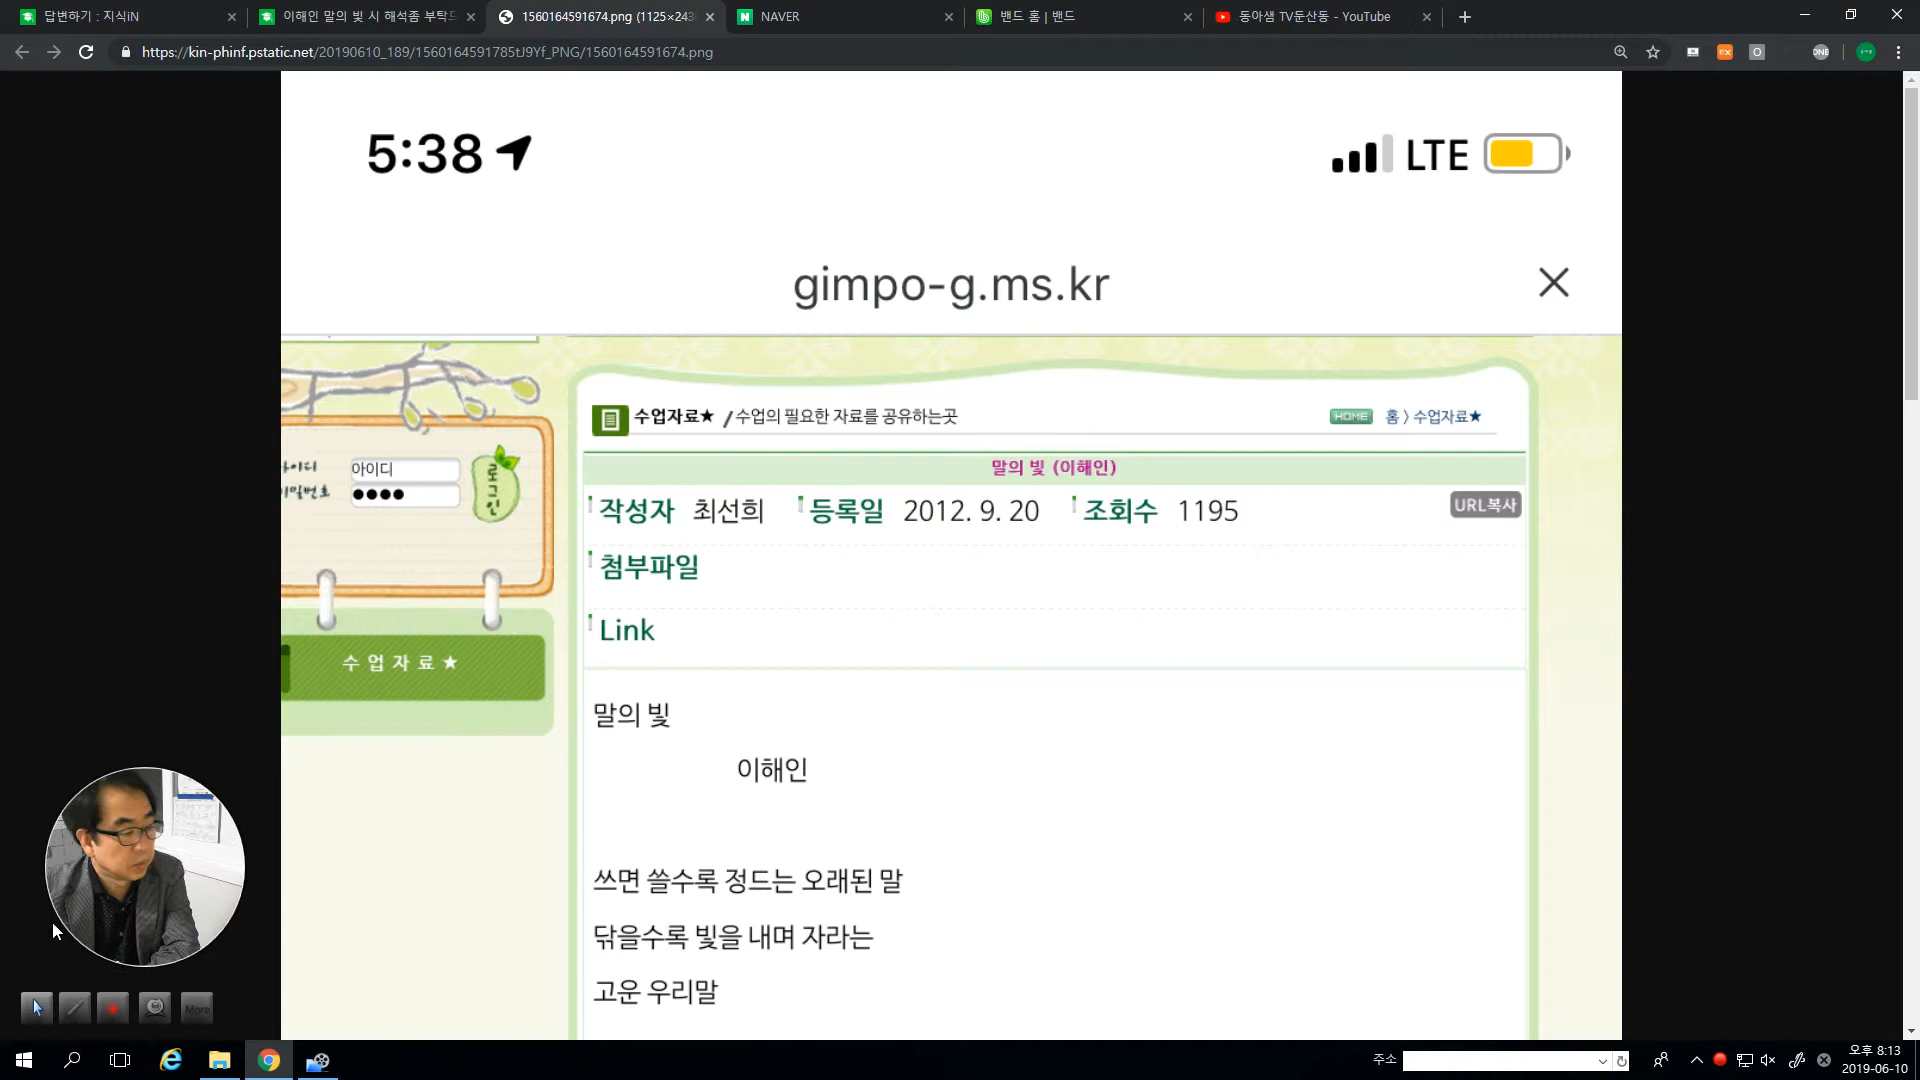 답변하기 : 지식iN
이해인 말의 빛 시 해석좀 부탁드
1560164591674.png (1125×243
NAVER
밴드 홈 | 밴드
동아샘 TV둔산동 - YouTube
https://kin-phinf.pstatic.net/20190610_189/1560164591785tJ9Yf_PNG/1560164591674.png
5:38
LTE
gimpo-g.ms.kr
수업자료★ / 수업의 필요한 자료를 공유하는곳
HOME 홈 > 수업자료★
아이디
로그인
말의 빛 (이해인)
작성자 최선희 등록일 2012. 9. 20 조회수 1195
URL복사
첨부파일
Link
수업자료★
말의 빛
이해인
쓰면 쓸수록 정드는 오래된 말
닦을수록 빛을 내며 자라는
고운 우리말
More
주소
오후 8:13
2019-06-10